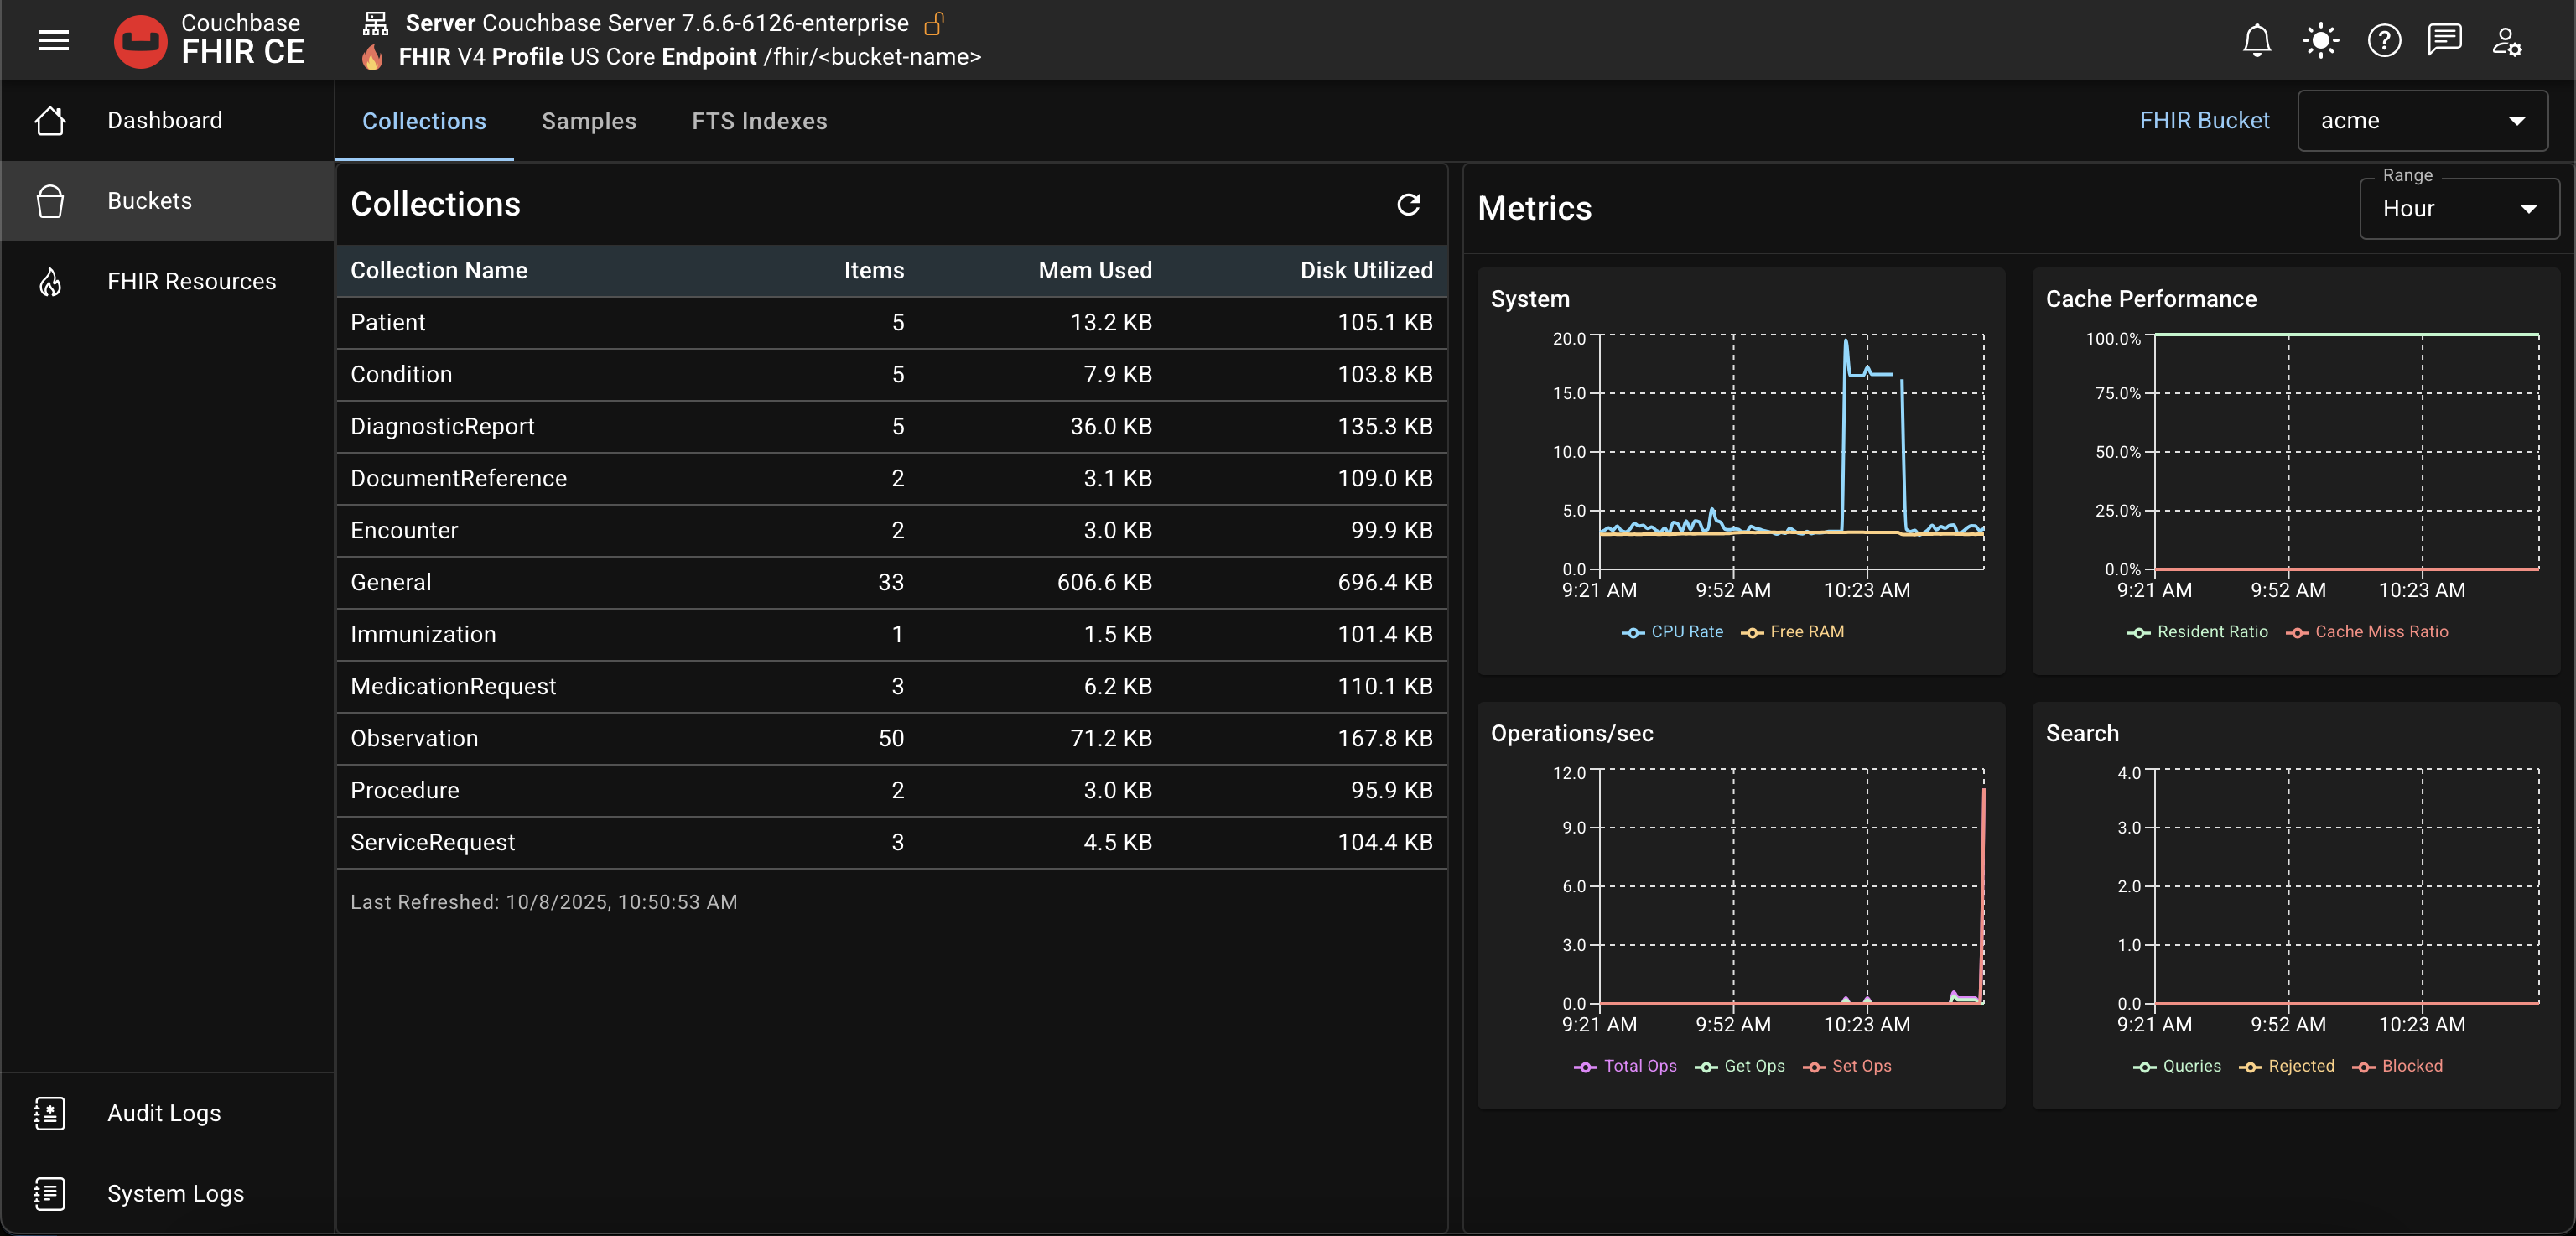 Couchbase
FHIR CE
Server Couchbase Server 7.6.6-6126-enterprise
FHIR V4 Profile US Core Endpoint /fhir/<bucket-name>
Dashboard
Buckets
FHIR Resources
Audit Logs
System Logs
Collections Samples FTS Indexes
FHIR Bucket acme
Collections
Collection Name Items Mem Used Disk Utilized
Patient 5 13.2 KB 105.1 KB
Condition 5 7.9 KB 103.8 KB
DiagnosticReport 5 36.0 KB 135.3 KB
DocumentReference 2 3.1 KB 109.0 KB
Encounter 2 3.0 KB 99.9 KB
General 33 606.6 KB 696.4 KB
Immunization 1 1.5 KB 101.4 KB
MedicationRequest 3 6.2 KB 110.1 KB
Observation 50 71.2 KB 167.8 KB
Procedure 2 3.0 KB 95.9 KB
ServiceRequest 3 4.5 KB 104.4 KB
Last Refreshed: 10/8/2025, 10:50:53 AM
Metrics
Range
Hour
System
20.0
15.0
10.0
5.0
0.0
9:21 AM 9:52 AM 10:23 AM
CPU Rate Free RAM
Cache Performance
100.0%
75.0%
50.0%
25.0%
0.0%
9:21 AM 9:52 AM 10:23 AM
Resident Ratio Cache Miss Ratio
Operations/sec
12.0
9.0
6.0
3.0
0.0
9:21 AM 9:52 AM 10:23 AM
Total Ops Get Ops Set Ops
Search
4.0
3.0
2.0
1.0
0.0
9:21 AM 9:52 AM 10:23 AM
Queries Rejected Blocked